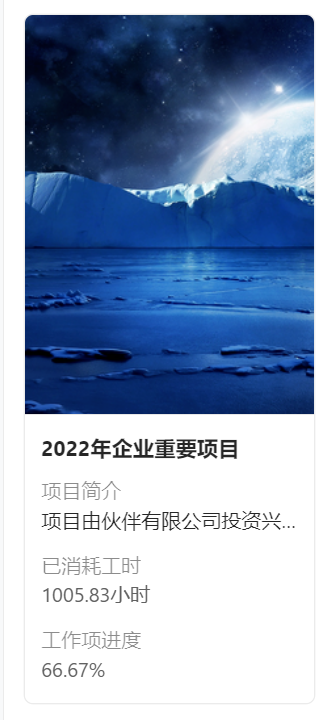 2022年企业重要项目
项目简介
项目由伙伴有限公司投资兴...
已消耗工时
1005.83小时
工作项进度
66.67%